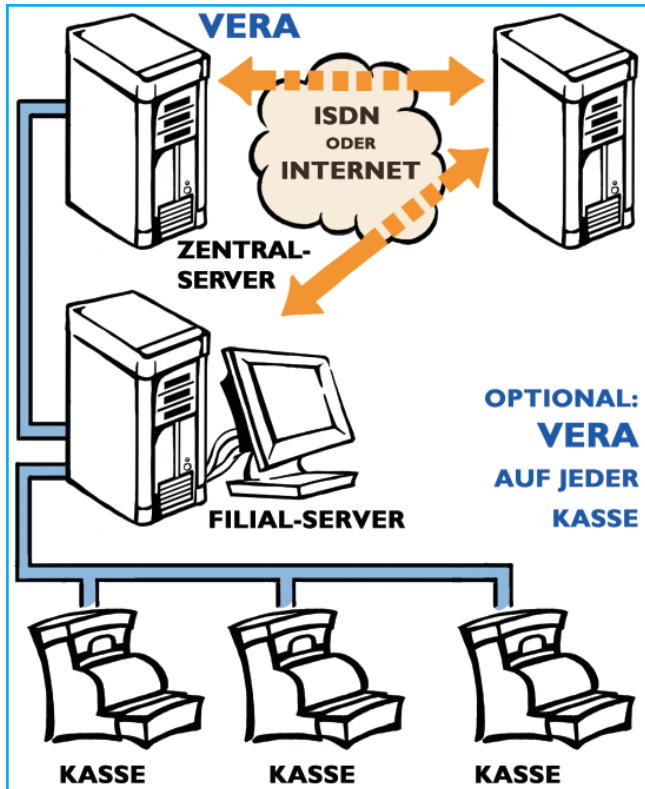 VERA
ISDN
ODER
INTERNET
ZENTRAL-
SERVER
OPTIONAL:
VERA
AUF JEDER
KASSE
FILIAL-SERVER
KASSE
KASSE
KASSE